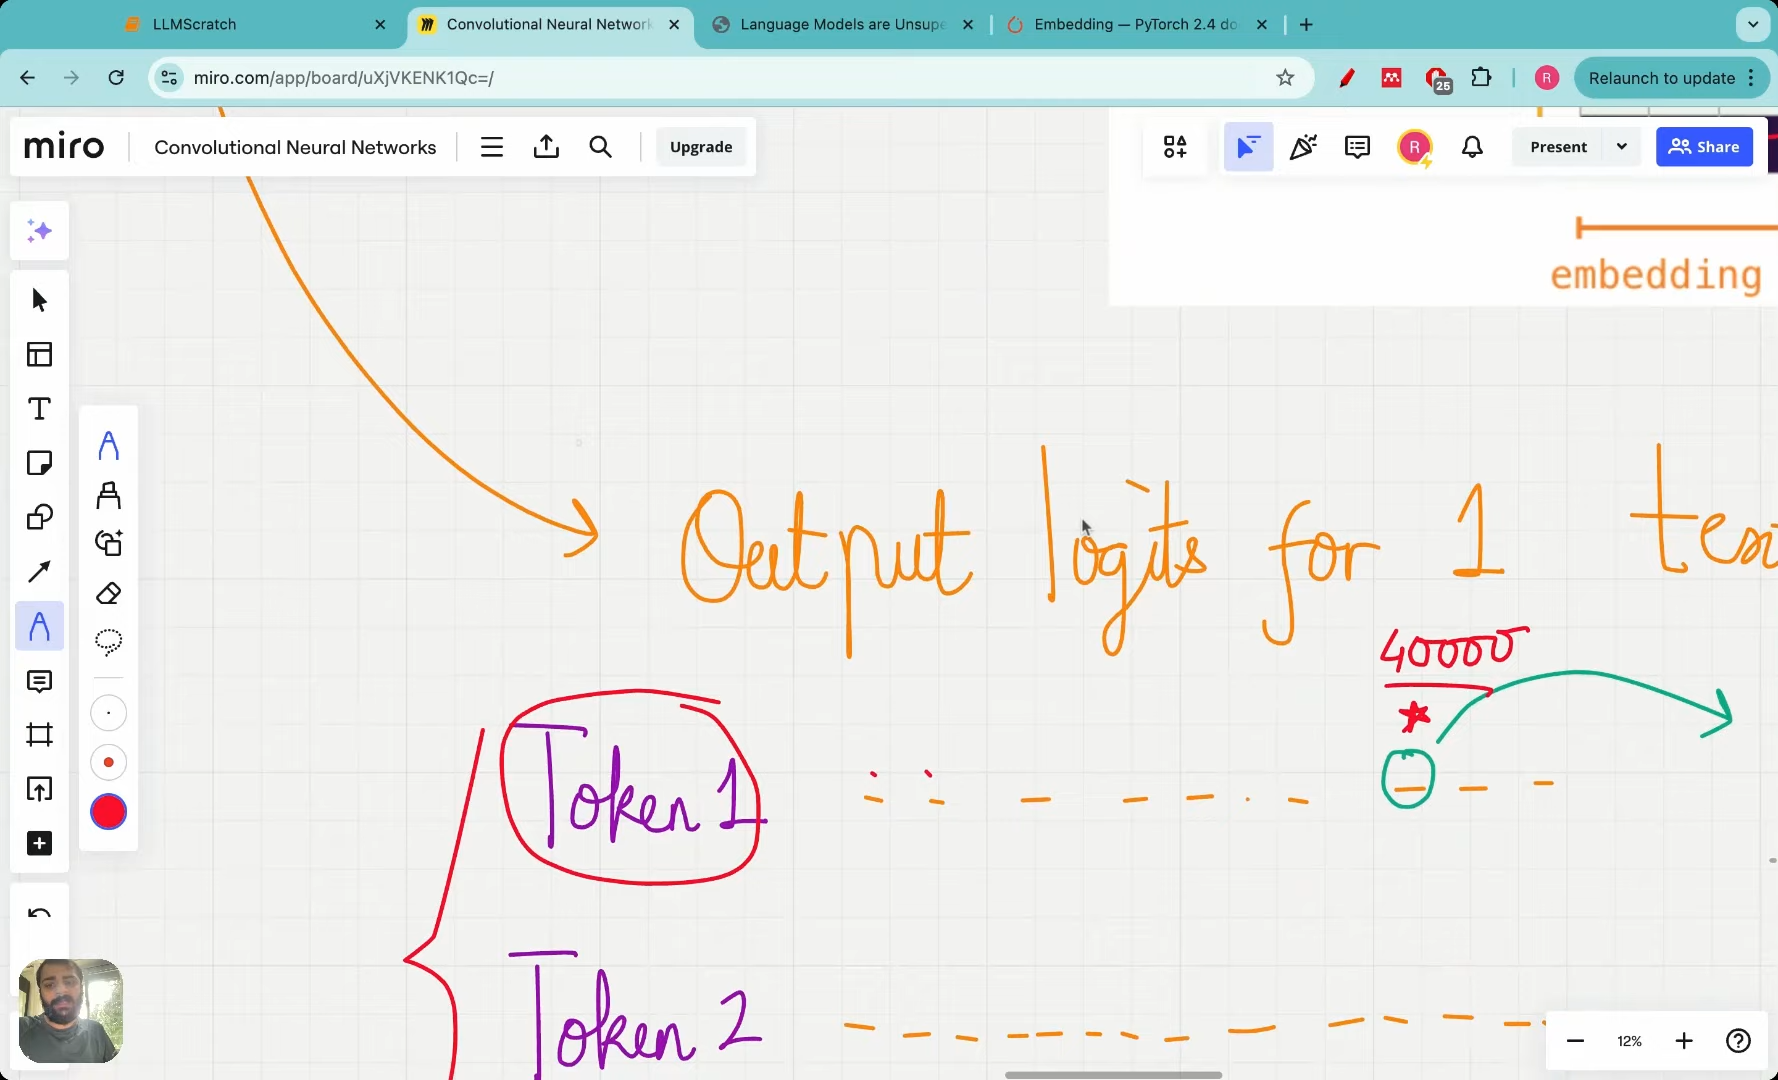 LLMScratch
Convolutional Neural Network
Language Models are Unsupe
Embedding — PyTorch 2.4 do
miro.com/app/board/uXjVKENK1Qc=/
25
R
Relaunch to update
miro
Convolutional Neural Networks
Upgrade
R
Present
Share
embedding
Output logits for 1 tex
40000
Token 1
Token 2
12%